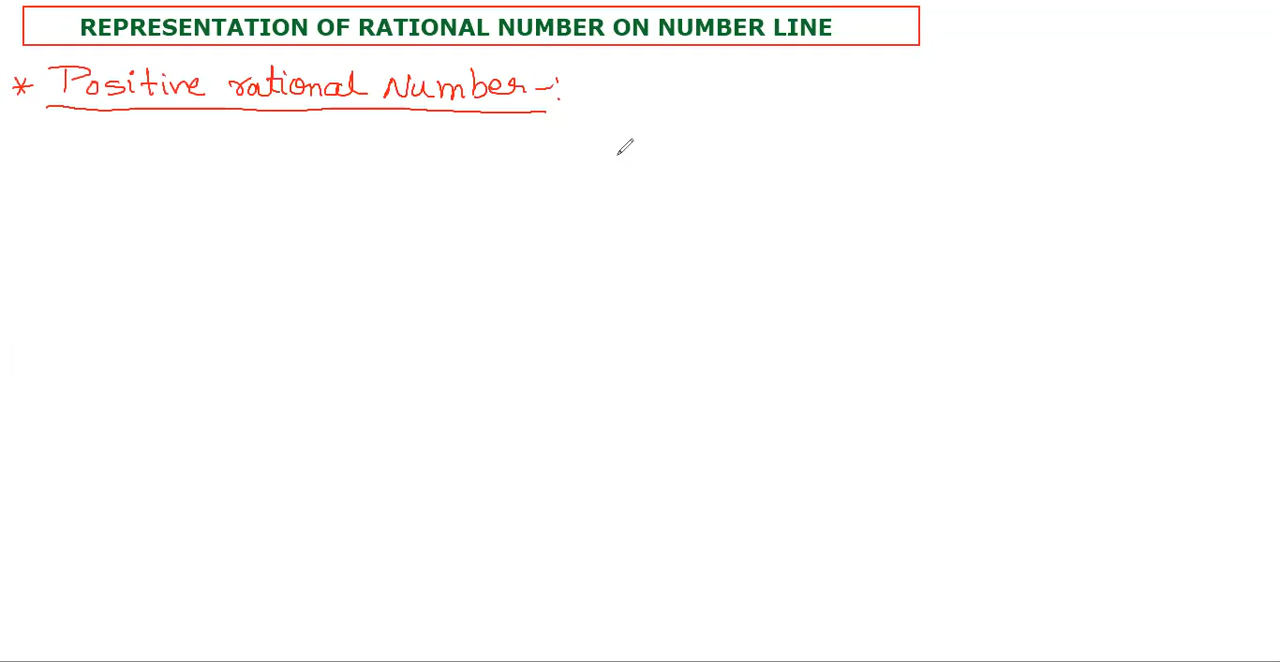 REPRESENTATION OF RATIONAL NUMBER ON NUMBER LINE
* Positive rational Number -: